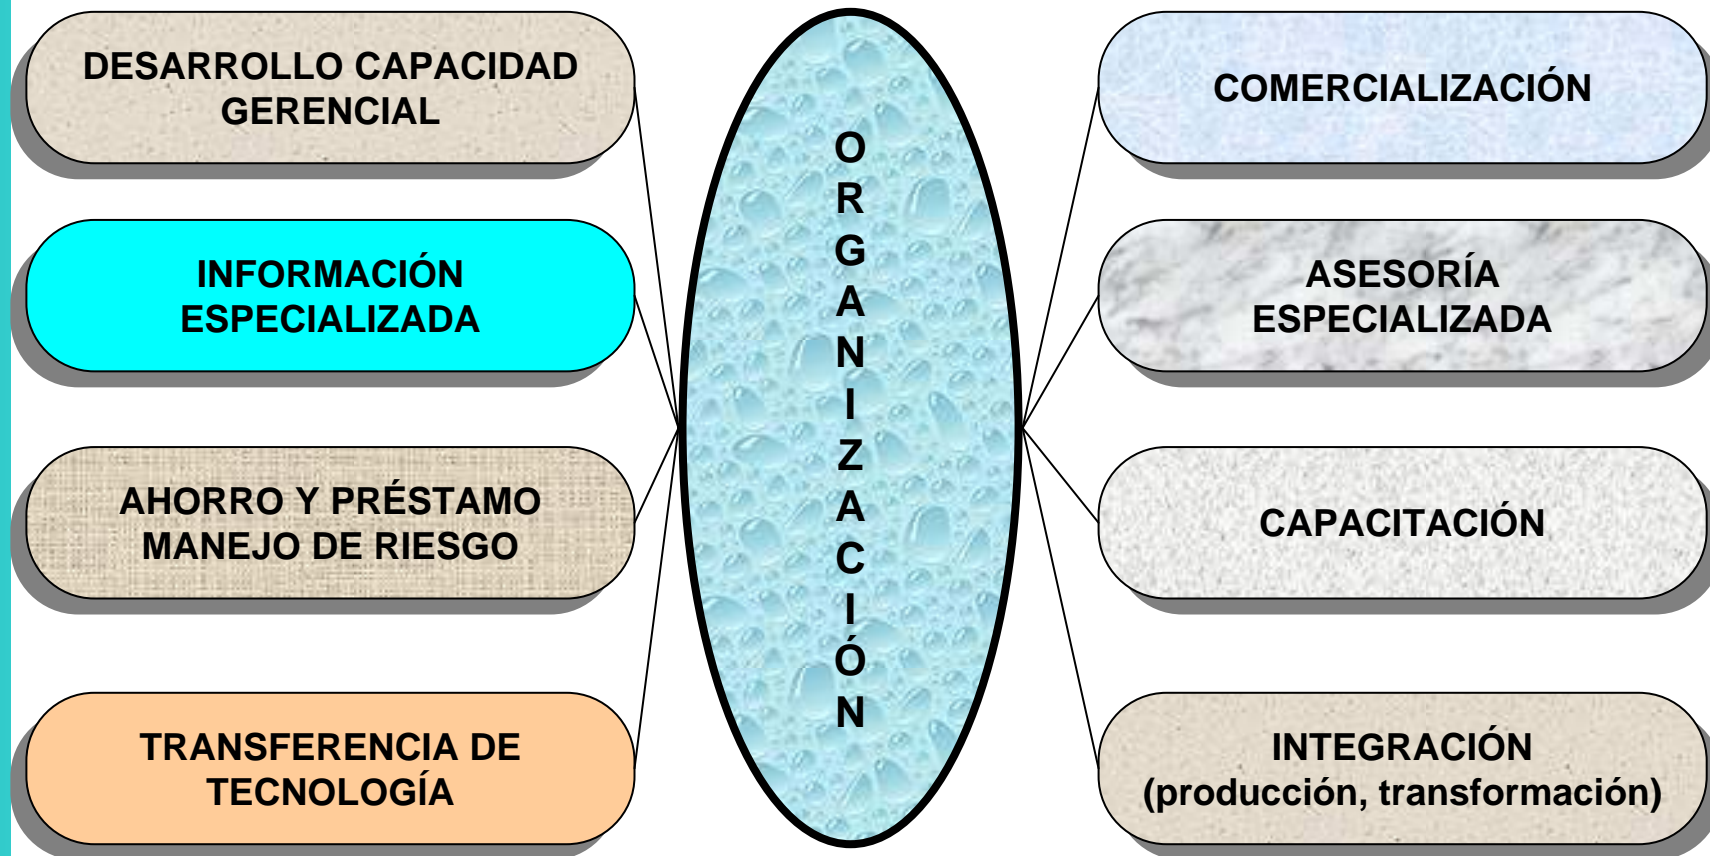 DESARROLLO CAPACIDAD
GERENCIAL
INFORMACIÓN
ESPECIALIZADA
AHORRO Y PRÉSTAMO
MANEJO DE RIESGO
TRANSFERENCIA DE
TECNOLOGÍA
O
R
G
A
N
I
Z
A
C
I
Ó
N
COMERCIALIZACIÓN
ASESORÍA
ESPECIALIZADA
CAPACITACIÓN
INTEGRACIÓN
(producción, transformación)